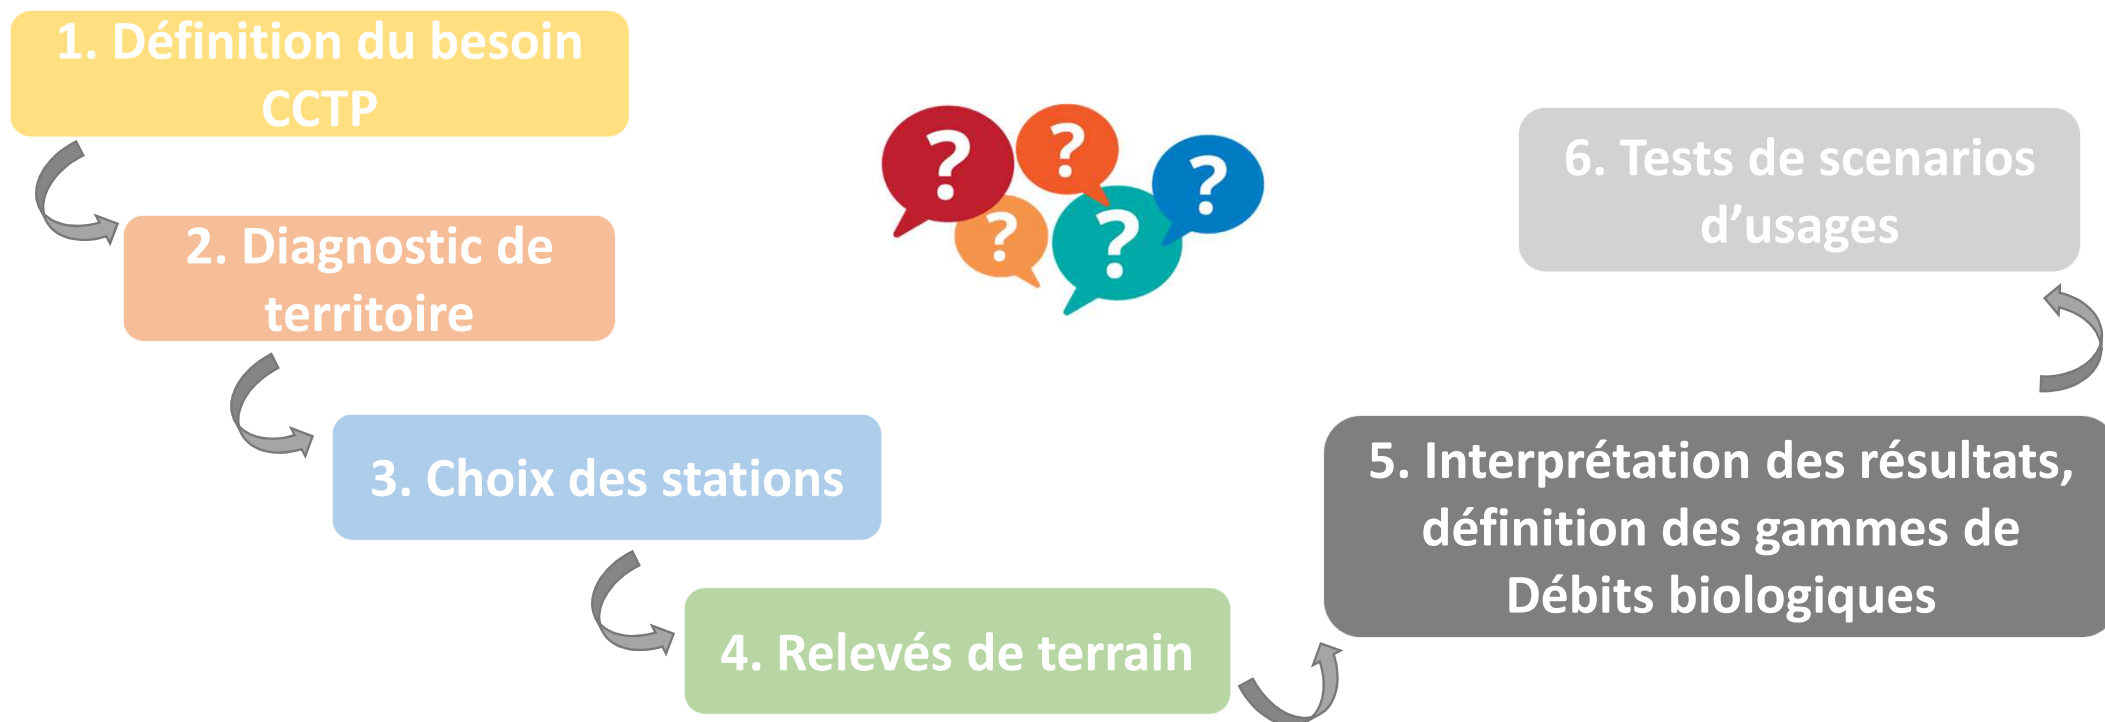 1. Définition du besoin
CCTP
2. Diagnostic de
territoire
3. Choix des stations
4. Relevés de terrain
5. Interprétation des résultats,
définition des gammes de
Débits biologiques
6. Tests de scenarios
d’usages
?
?
?
?
?